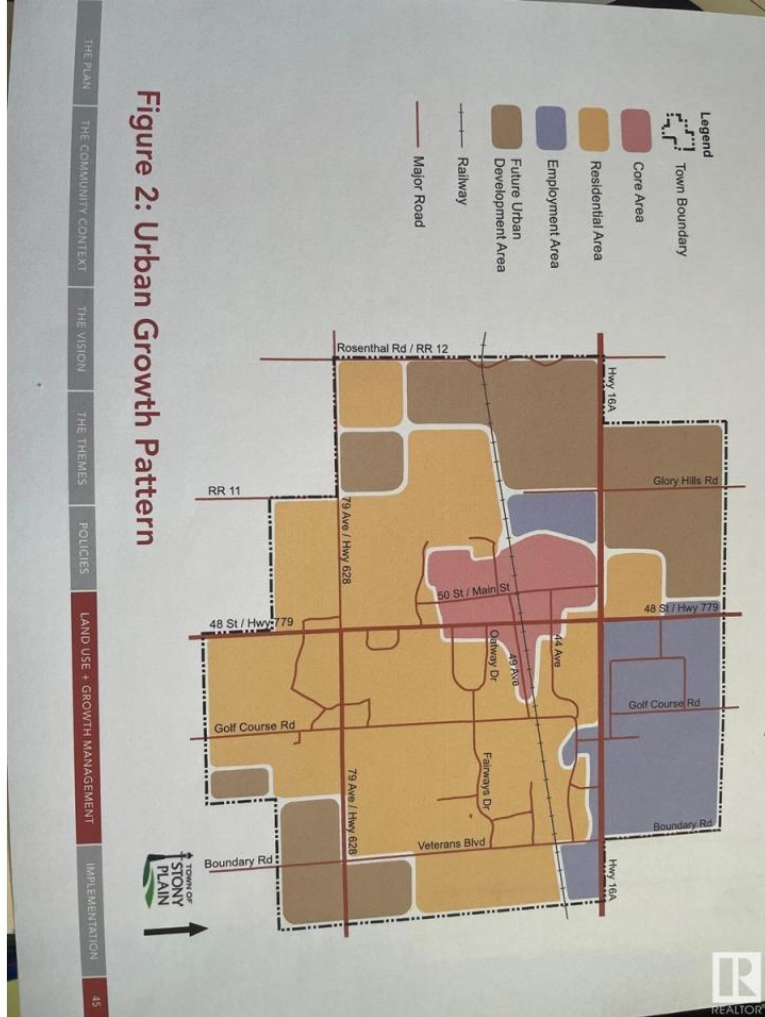 Legend
Town Boundary
Core Area
Residential Area
Employment Area
Future Urban
Development Area
Railway
Major Road
Rosenthal Rd / RR 12
Hwy 16A
Glory Hills Rd
RR 11
79 Ave / Hwy 628
50 St / Main St
48 St / Hwy 779
48 St / Hwy 779
44 Ave
49 Ave
Oatway Dr
Golf Course Rd
Golf Course Rd
Fairways Dr
79 Ave / Hwy 628
Veterans Blvd
Boundary Rd
Boundary Rd
Hwy 16A
TOWN OF
STONY
PLAIN
Figure 2: Urban Growth Pattern
THE PLAN
THE COMMUNITY CONTEXT
THE VISION
THE THEMES
POLICIES
LAND USE + GROWTH MANAGEMENT
IMPLEMENTATION
45
R
REALTOR®